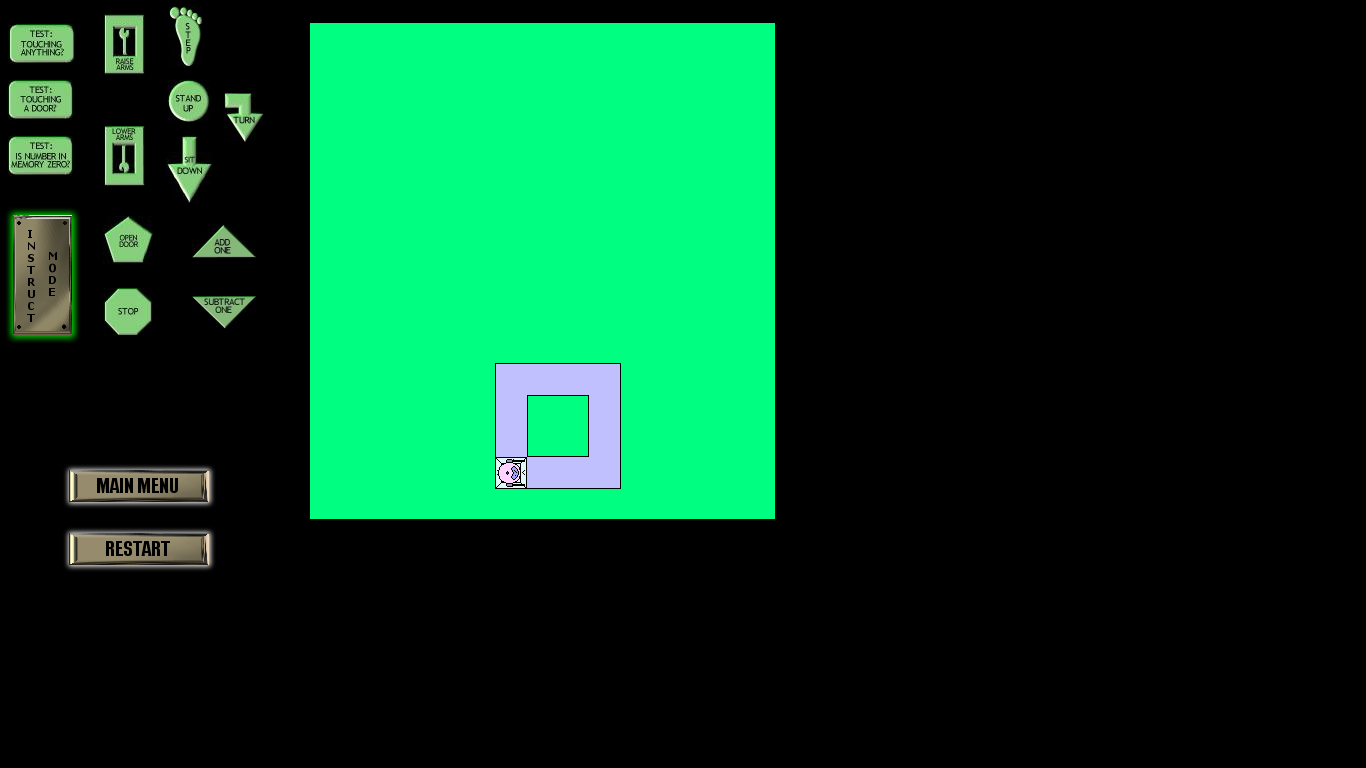 TEST:
TOUCHING
ANYTHING?
RAISE
ARMS
STEP
TEST:
TOUCHING
A DOOR?
STAND
UP
TURN
TEST:
IS NUMBER IN
MEMORY ZERO?
LOWER
ARMS
SIT
DOWN
INSTRUCT
MODE
OPEN
DOOR
ADD
ONE
STOP
SUBTRACT
ONE
MAIN MENU
RESTART